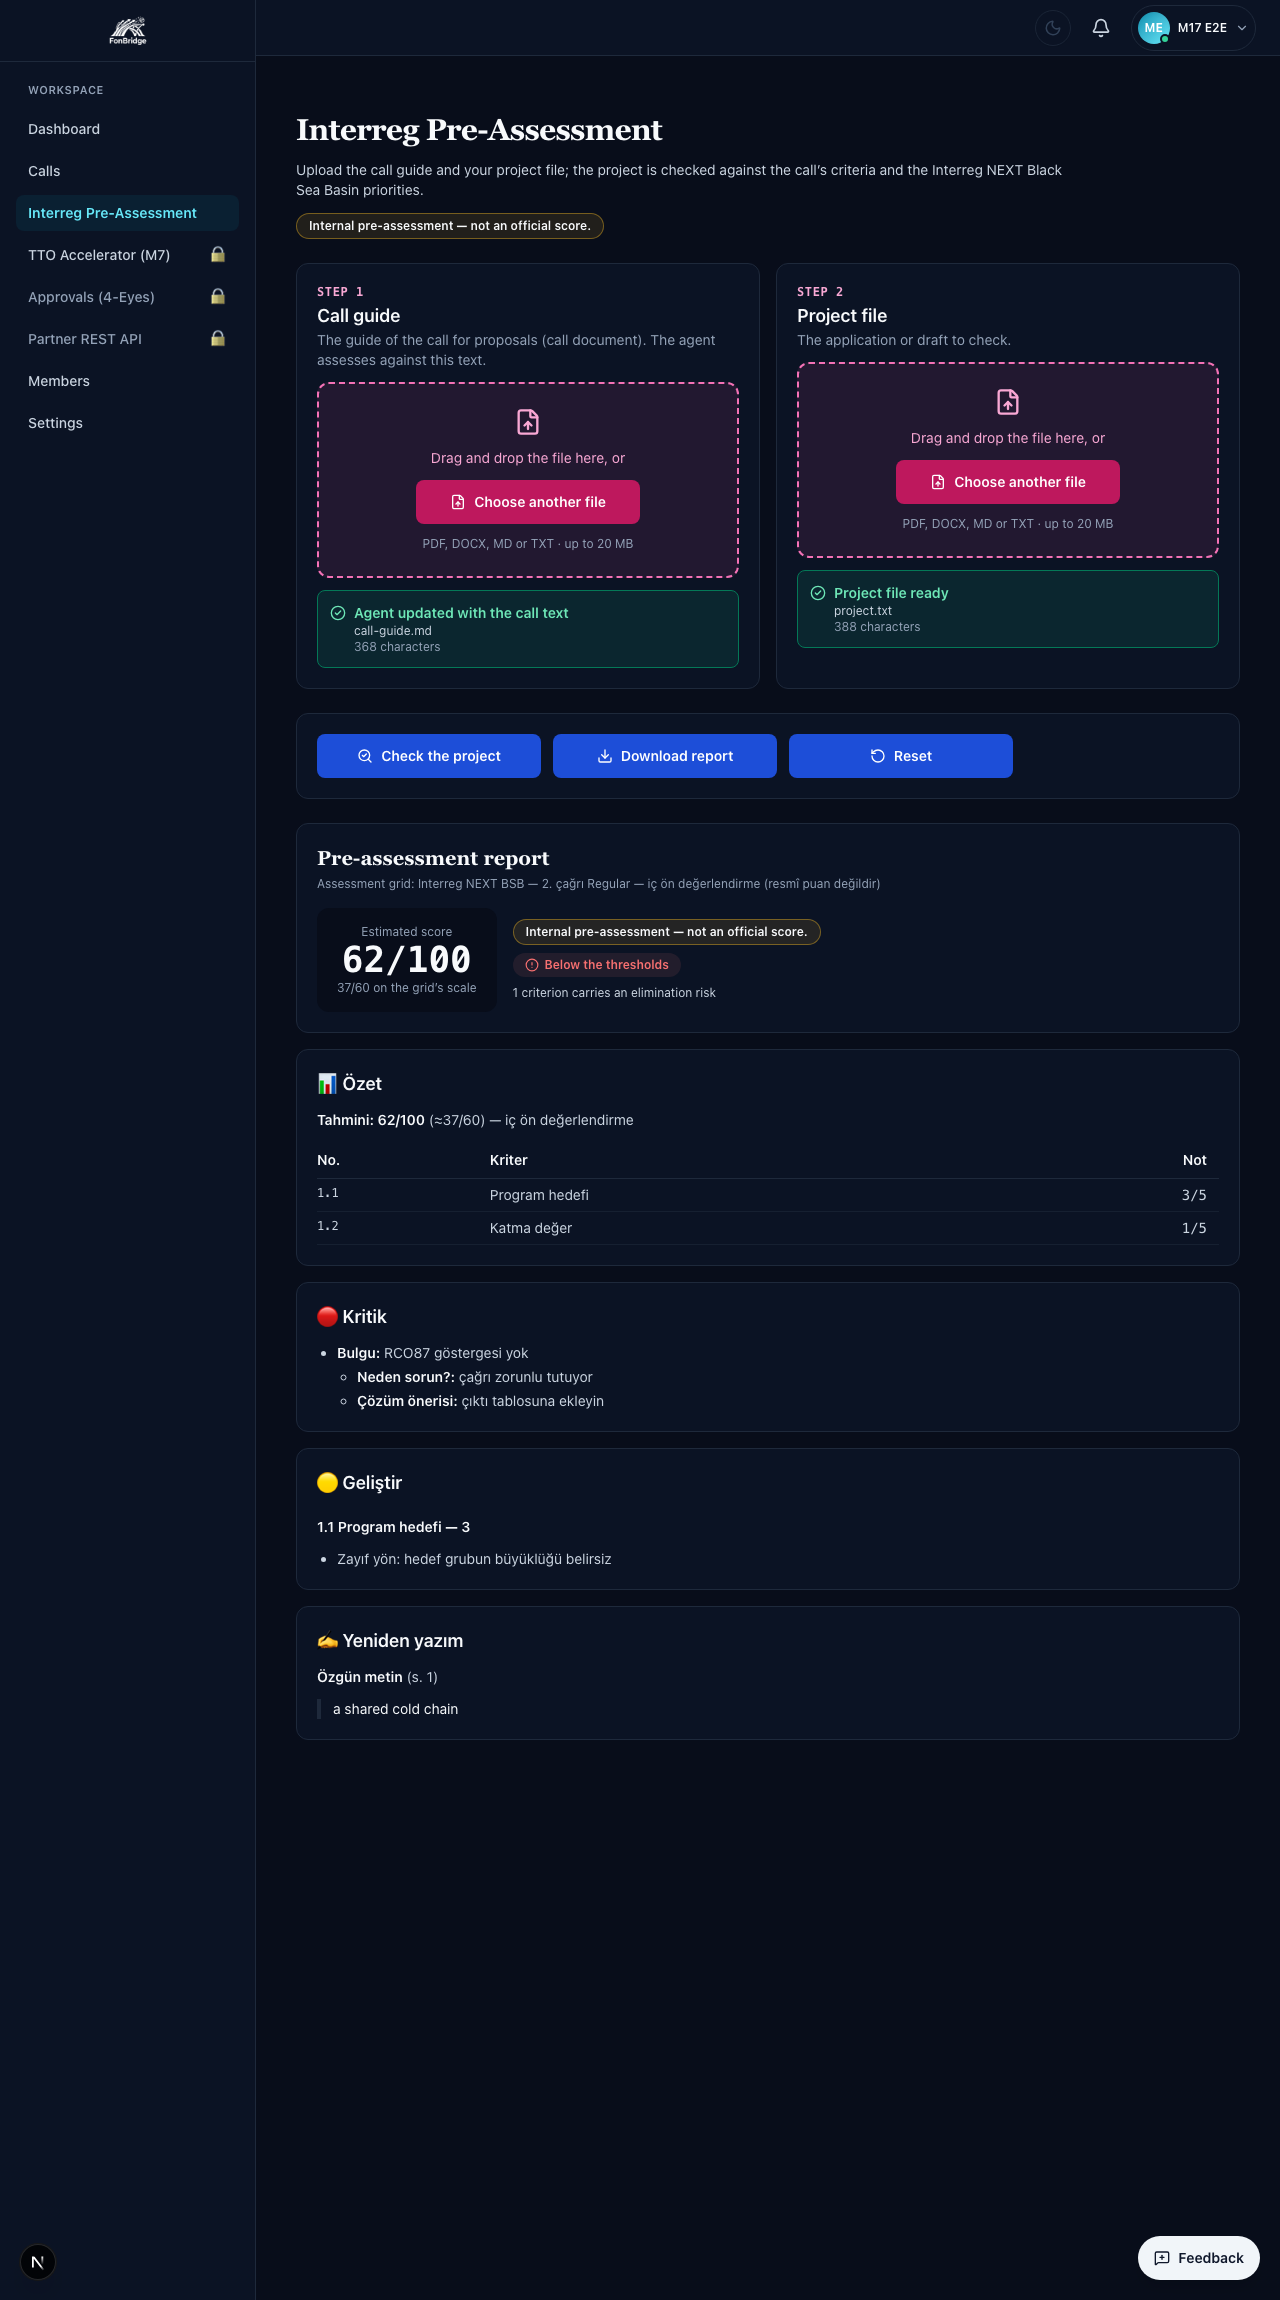 FonBridge
ME
M17 E2E
WORKSPACE
Dashboard
Calls
Interreg Pre-Assessment
TTO Accelerator (M7)
Approvals (4-Eyes)
Partner REST API
Members
Settings
Interreg Pre-Assessment
Upload the call guide and your project file; the project is checked against the call's criteria and the Interreg NEXT Black
Sea Basin priorities.
Internal pre-assessment — not an official score.
STEP 1
Call guide
The guide of the call for proposals (call document). The agent
assesses against this text.
Drag and drop the file here, or
Choose another file
PDF, DOCX, MD or TXT · up to 20 MB
Agent updated with the call text
call-guide.md
368 characters
STEP 2
Project file
The application or draft to check.
Drag and drop the file here, or
Choose another file
PDF, DOCX, MD or TXT · up to 20 MB
Project file ready
project.txt
388 characters
Check the project
Download report
Reset
Pre-assessment report
Assessment grid: Interreg NEXT BSB — 2. çağrı Regular — iç ön değerlendirme (resmî puan değildir)
Estimated score
62/100
37/60 on the grid's scale
Internal pre-assessment — not an official score.
Below the thresholds
1 criterion carries an elimination risk
Özet
Tahmini: 62/100 (≈37/60) — iç ön değerlendirme
No. Kriter Not
1.1 Program hedefi 3/5
1.2 Katma değer 1/5
Kritik
• Bulgu: RCO87 göstergesi yok
◦ Neden sorun?: çağrı zorunlu tutuyor
◦ Çözüm önerisi: çıktı tablosuna ekleyin
Geliştir
1.1 Program hedefi — 3
• Zayıf yön: hedef grubun büyüklüğü belirsiz
Yeniden yazım
Özgün metin (s. 1)
a shared cold chain
N
Feedback